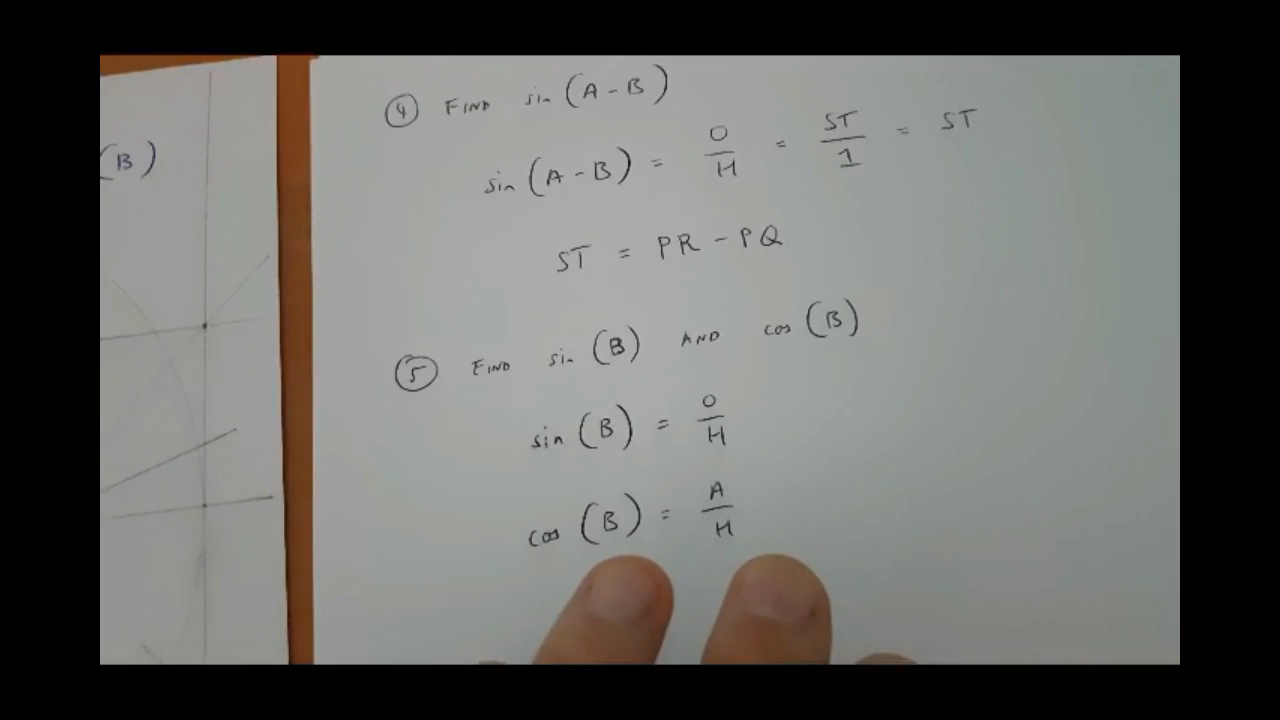 (B)
④ FIND sin (A - B)
sin (A - B) = O/H = ST/1 = ST
ST = PR - PQ
⑤ FIND sin (B) AND cos (B)
sin (B) = O/H
cos (B) = A/H